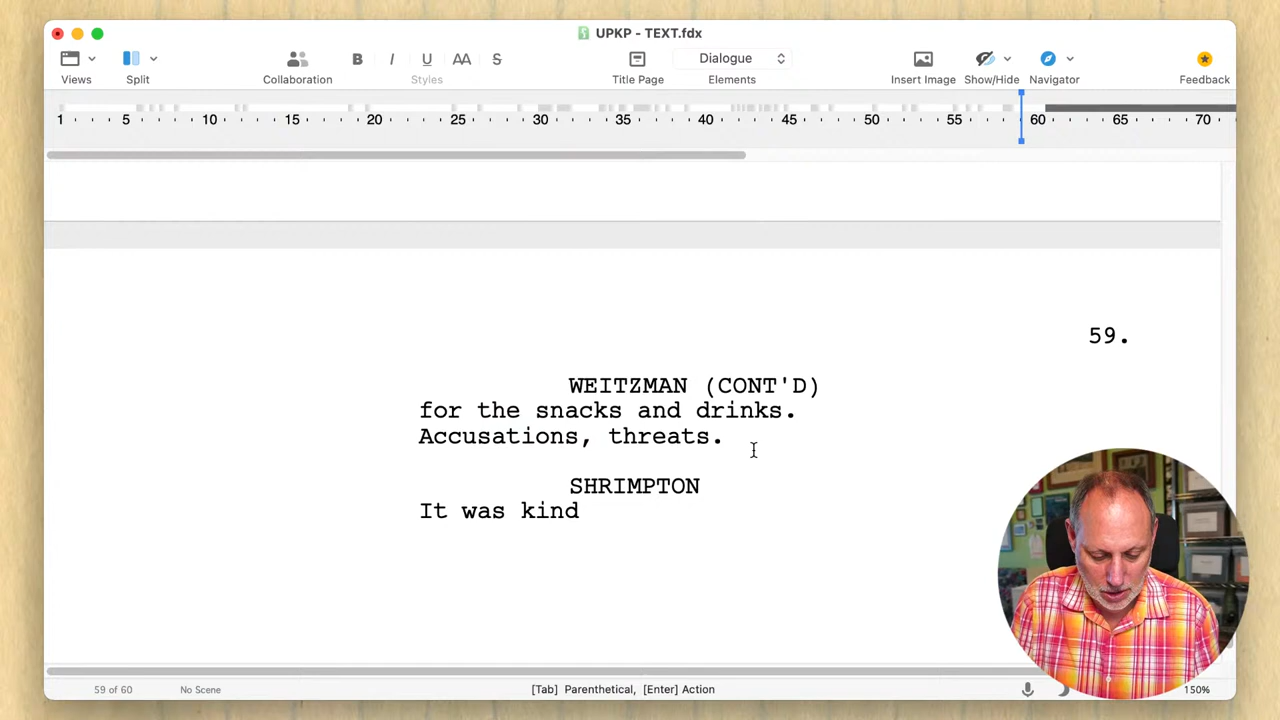 UPKP - TEXT.fdx
Views
Split
Collaboration
B I U AA S
Styles
Title Page
Dialogue
Elements
Insert Image
Show/Hide
Navigator
Feedback
1 5 10 15 20 25 30 35 40 45 50 55 60 65 70
59.
WEITZMAN (CONT'D)
for the snacks and drinks.
Accusations, threats.
SHRIMPTON
It was kind
59 of 60
No Scene
[Tab] Parenthetical, [Enter] Action
150%